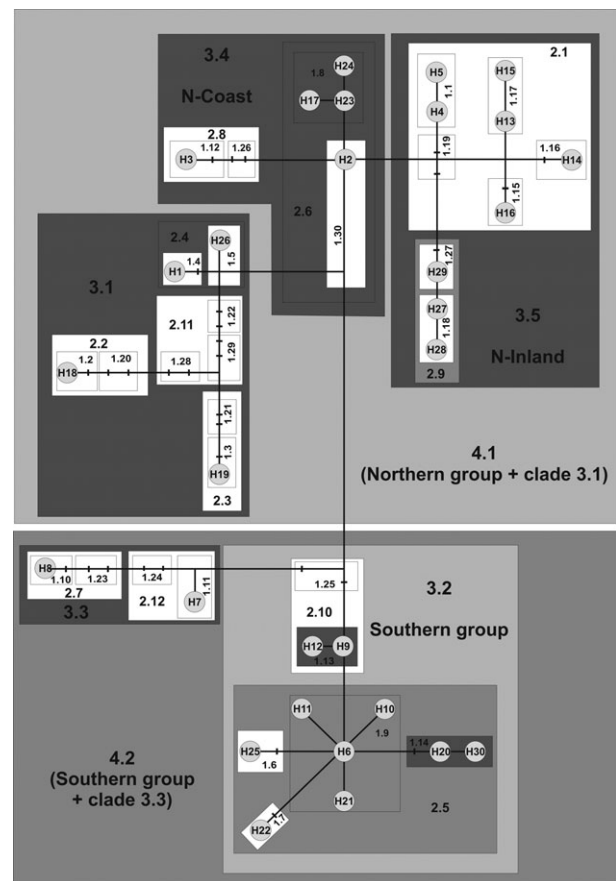 3.4
N-Coast
1.8
H24
H17
H23
2.8
1.12
1.26
H3
H2
2.6
1.30
2.1
H5
H15
1.1
1.17
H4
H13
1.19
1.16
H14
1.15
H16
1.27
H29
H27
1.18
H28
2.9
3.5
N-Inland
2.4
H26
H1
1.4
1.5
3.1
2.11
1.22
2.2
1.2
1.20
1.28
1.29
H18
1.21
1.3
H19
2.3
4.1
(Northern group + clade 3.1)
H8
1.10
1.23
1.24
1.11
2.7
2.12
H7
3.3
1.25
2.10
H12
H9
1.13
3.2
Southern group
H11
H10
1.9
H25
H6
1.14
H20
H30
1.6
H21
2.5
1.7
H22
4.2
(Southern group
+ clade 3.3)